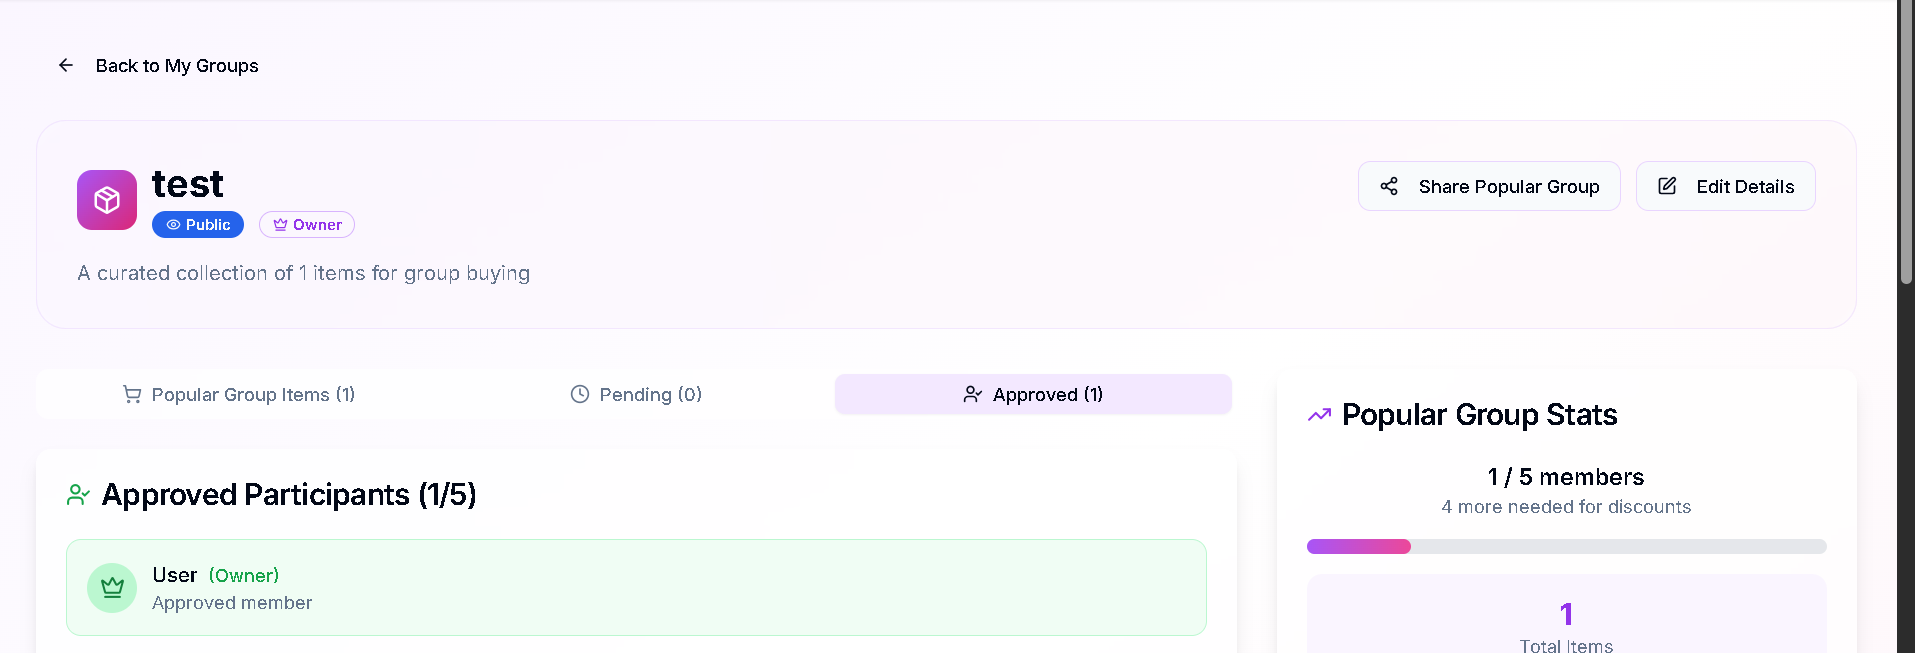 Back to My Groups
test
Public
Owner
A curated collection of 1 items for group buying
Share Popular Group
Edit Details
Popular Group Items (1)
Pending (0)
Approved (1)
Approved Participants (1/5)
User (Owner)
Approved member
Popular Group Stats
1 / 5 members
4 more needed for discounts
1
Total Items